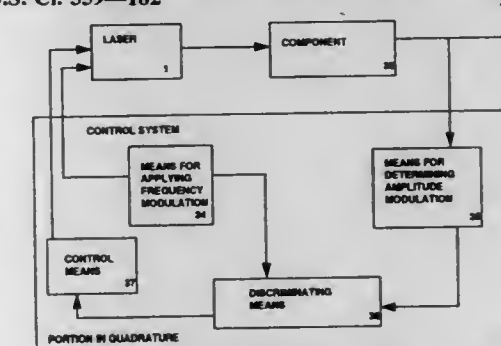 S. Cl. 359—182
LASER
1
COMPONENT
CONTROL SYSTEM
MEANS FOR
APPLYING
FREQUENCY
MODULATION
34
MEANS FOR
DETERMINING
AMPLITUDE
MODULATION
CONTROL
MEANS
37
DISCRIMINATING
MEANS
PORTION IN QUADRATURE